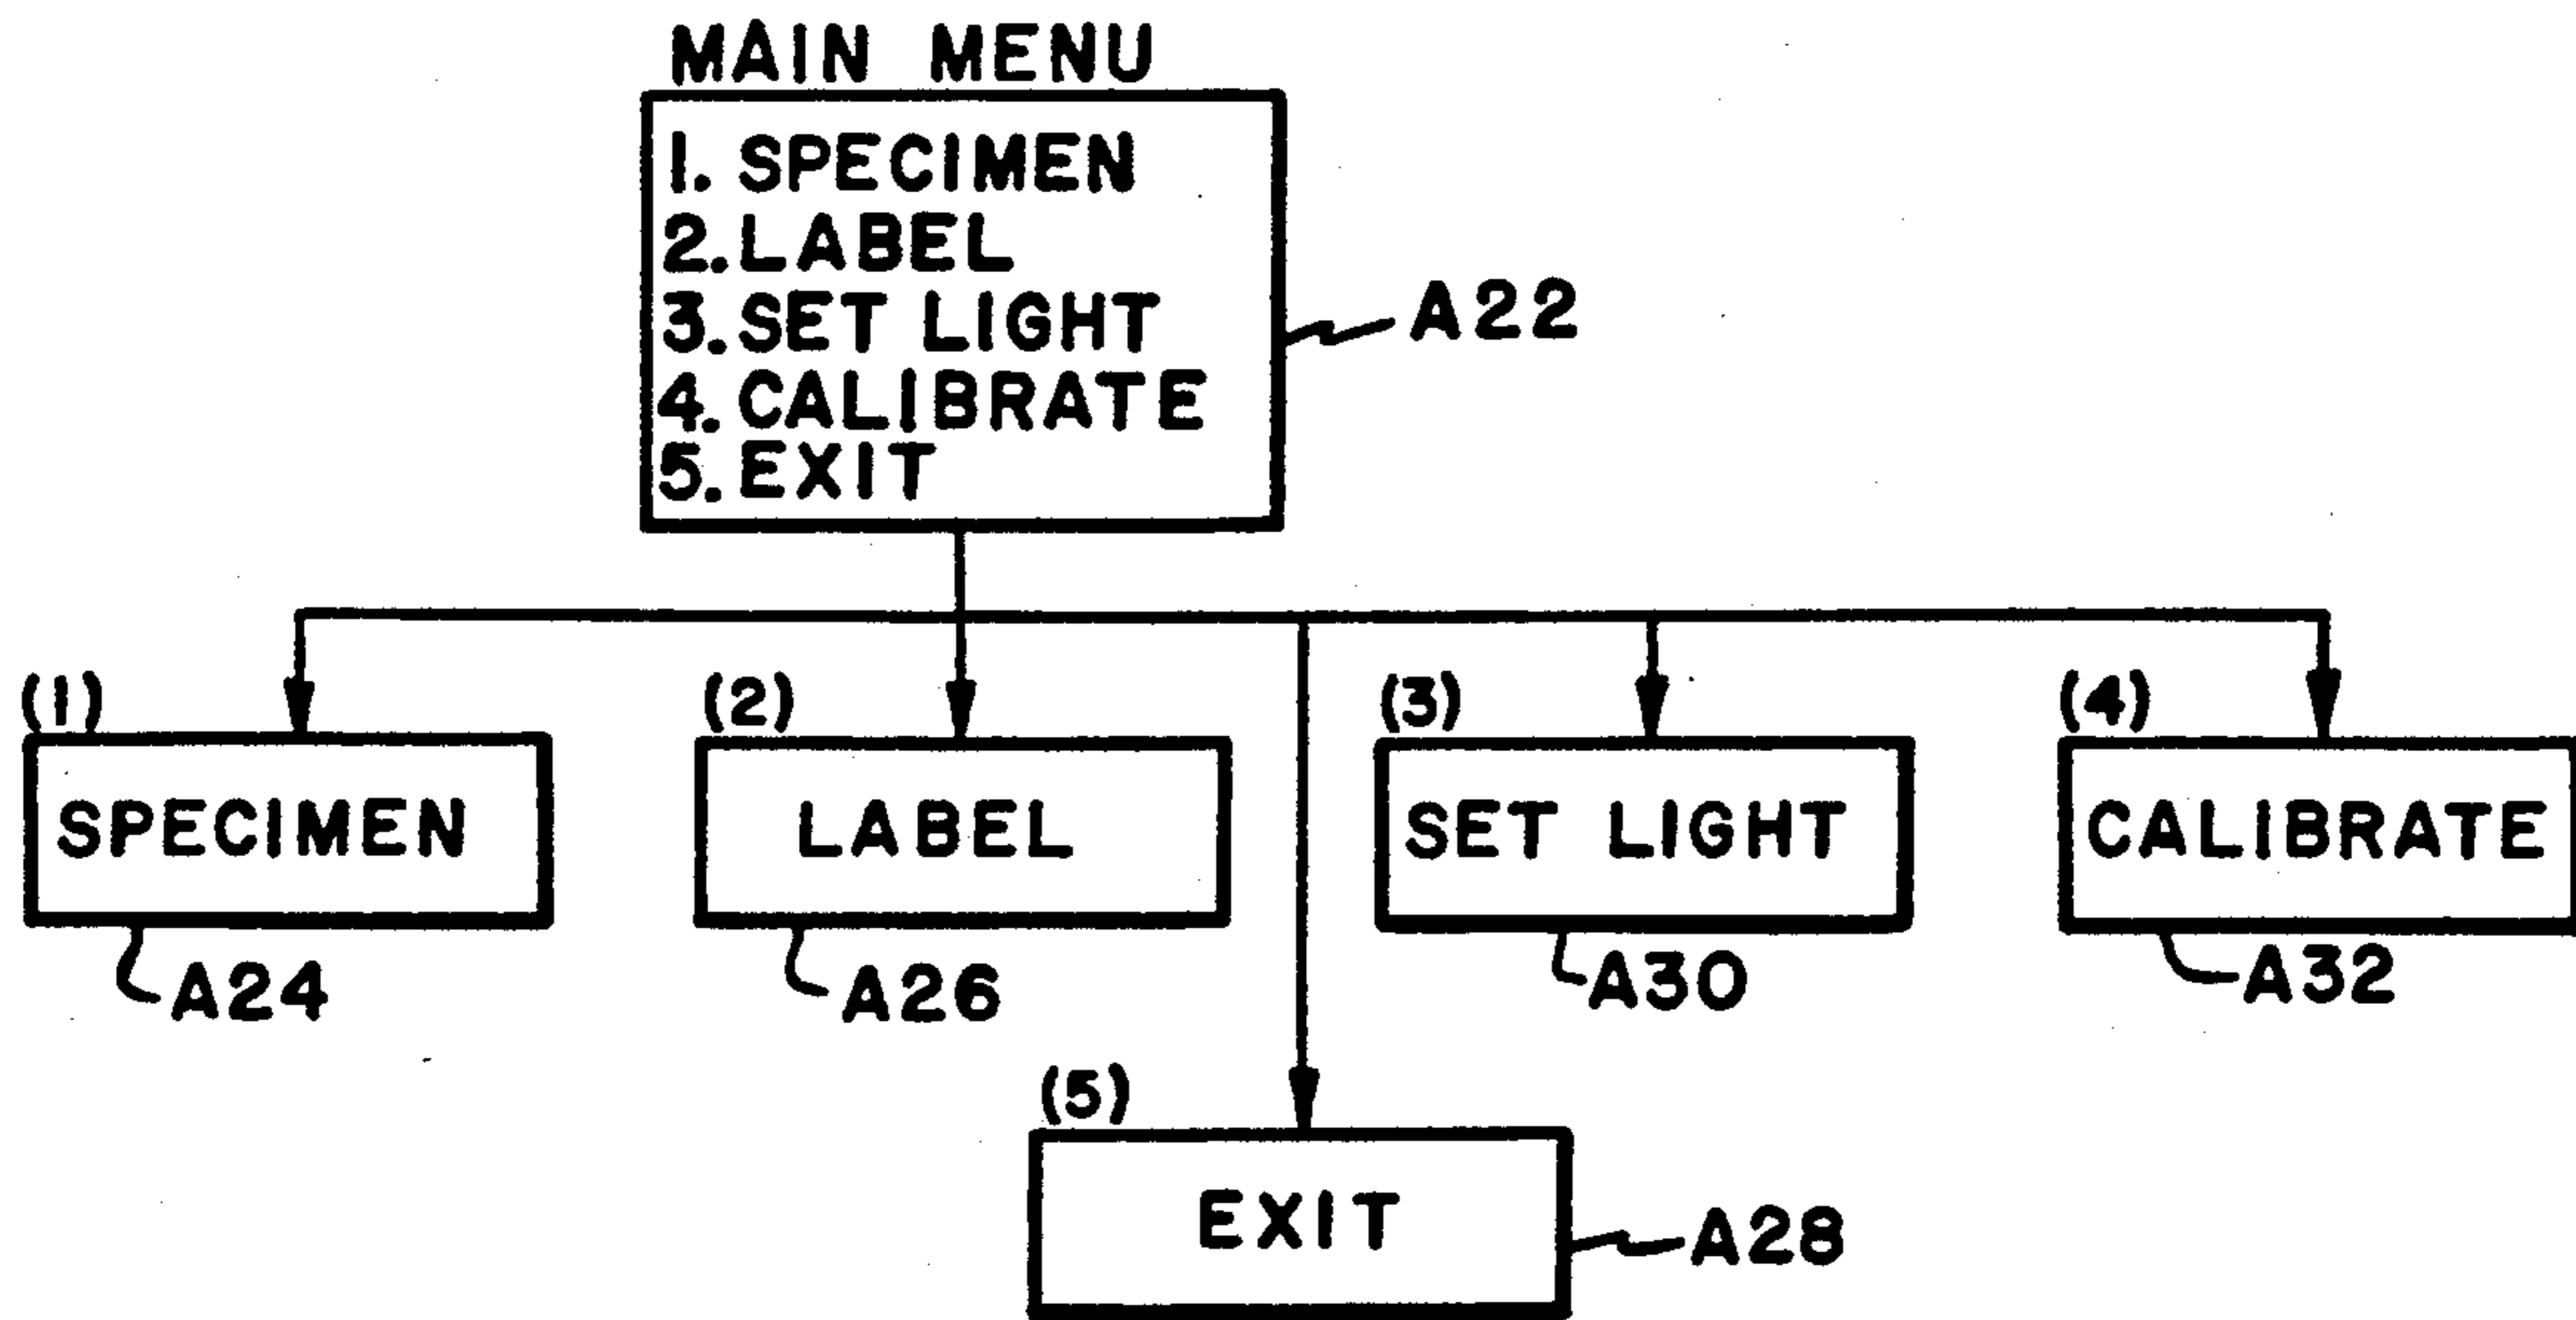 MAIN MENU
1. SPECIMEN
2. LABEL
3. SET LIGHT
4. CALIBRATE
5. EXIT
A22
(1)
SPECIMEN
A24
(2)
LABEL
A26
(3)
SET LIGHT
A30
(4)
CALIBRATE
A32
(5)
EXIT
A28